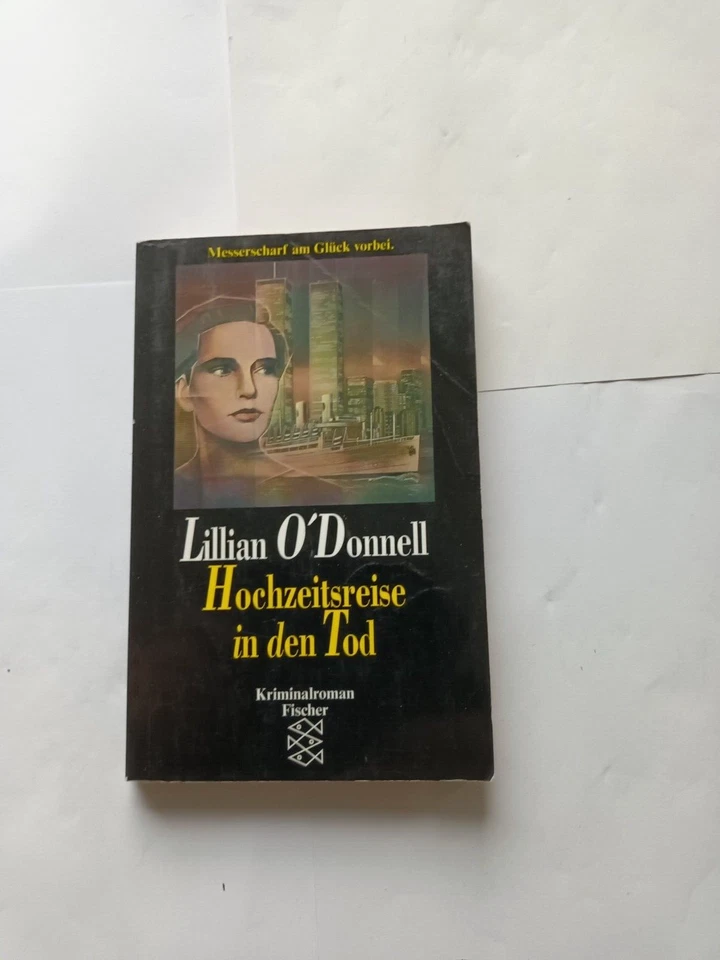 Messerscharf am Glück vorbei.
Lillian O'Donnell
Hochzeitsreise
in den Tod
Kriminalroman
Fischer